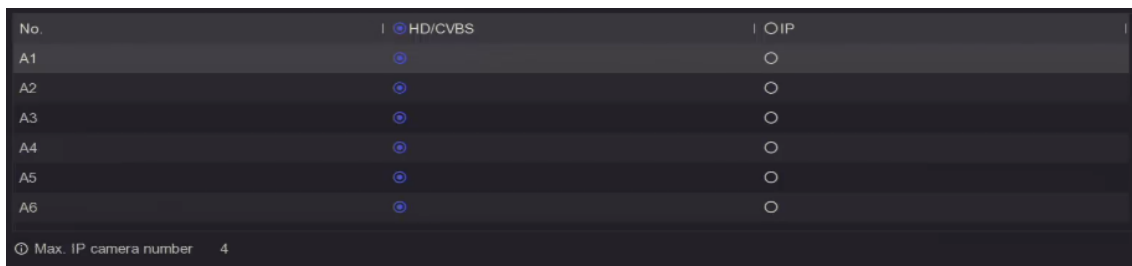 No. HD/CVBS IP
A1
A2
A3
A4
A5
A6
Max. IP camera number 4